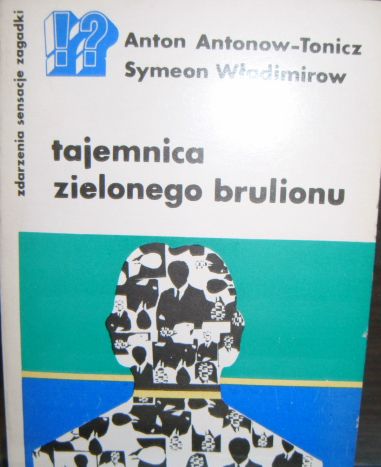 zdarzenia sensacje zagadki
!?
Anton Antonow-Tonicz
Symeon Władimirow
tajemnica
zielonego brulionu